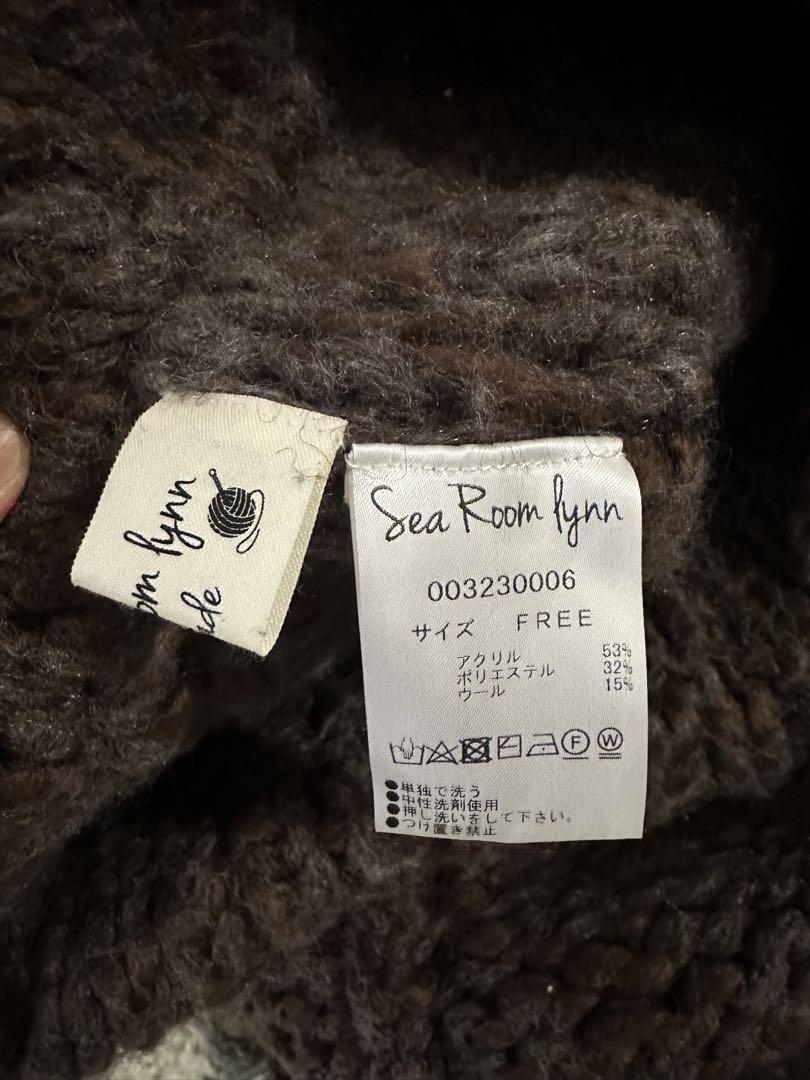 om lynn
ade
Sea Room lynn
003230006
サイズ FREE
アクリル 53%
ポリエステル 32%
ウール 15%
F W
●単独で洗う
●中性洗剤使用
●押し洗いをして下さい。
●つけ置き禁止